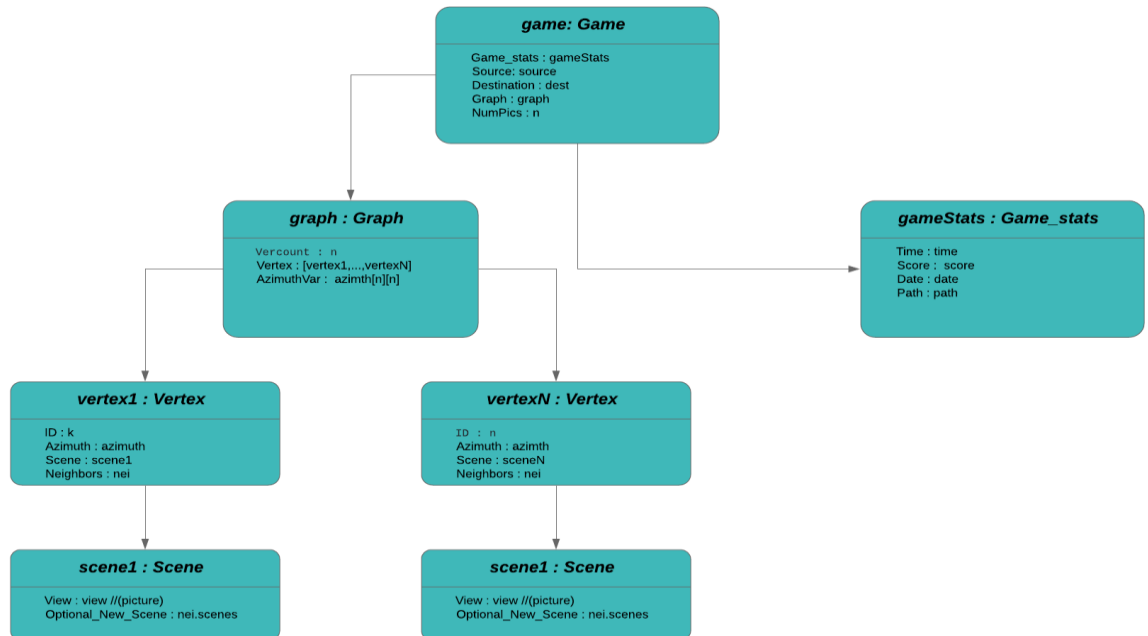 game: Game
Game_stats : gameStats
Source: source
Destination : dest
Graph : graph
NumPics : n
graph : Graph
Vercount : n
Vertex : [vertex1,...,vertexN]
AzimuthVar : azimth[n][n]
gameStats : Game_stats
Time : time
Score : score
Date : date
Path : path
vertex1 : Vertex
ID : k
Azimuth : azimuth
Scene : scene1
Neighbors : nei
vertexN : Vertex
ID : n
Azimuth : azimth
Scene : sceneN
Neighbors : nei
scene1 : Scene
View : view //(picture)
Optional_New_Scene : nei.scenes
scene1 : Scene
View : view //(picture)
Optional_New_Scene : nei.scenes